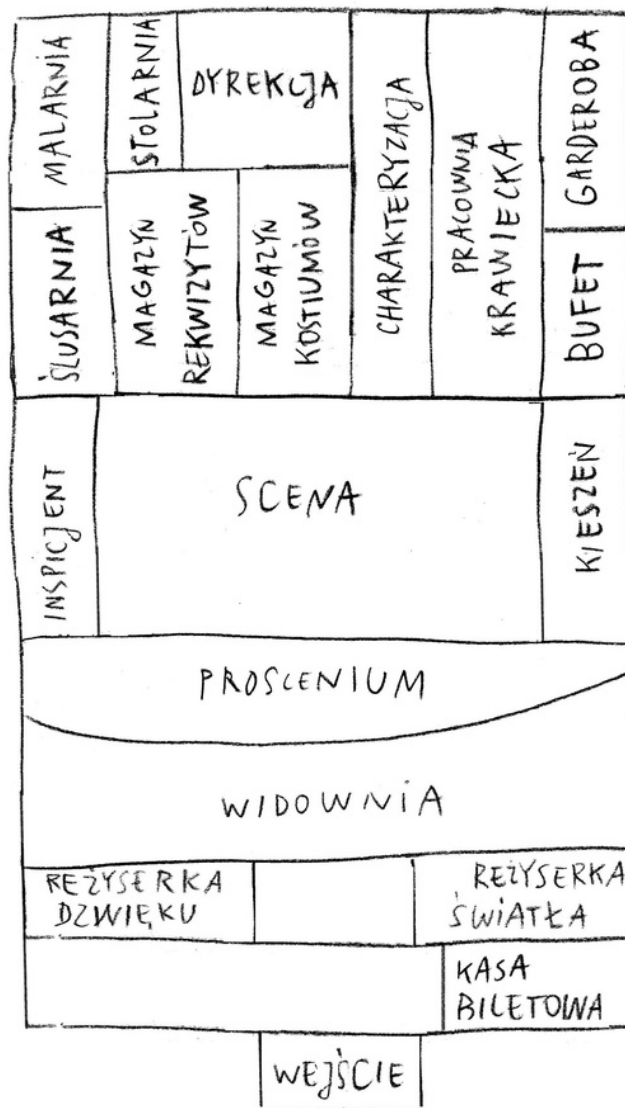 MALARNIA
STOLARNIA
DYREKCJA
CHARAKTERYZACJA
PRACOWNIA
KRAWIECKA
GARDEROBA
ŚLUSARNIA
MAGAZYN
REKWIZYTÓW
MAGAZYN
KOSTIUMÓW
BUFET
INSPICJENT
SCENA
KIESZEŃ
PROSCENIUM
WIDOWNIA
REŻYSERKA
DZWIĘKU
REŻYSERKA
ŚWIATŁA
KASA
BILETOWA
WEJŚCIE